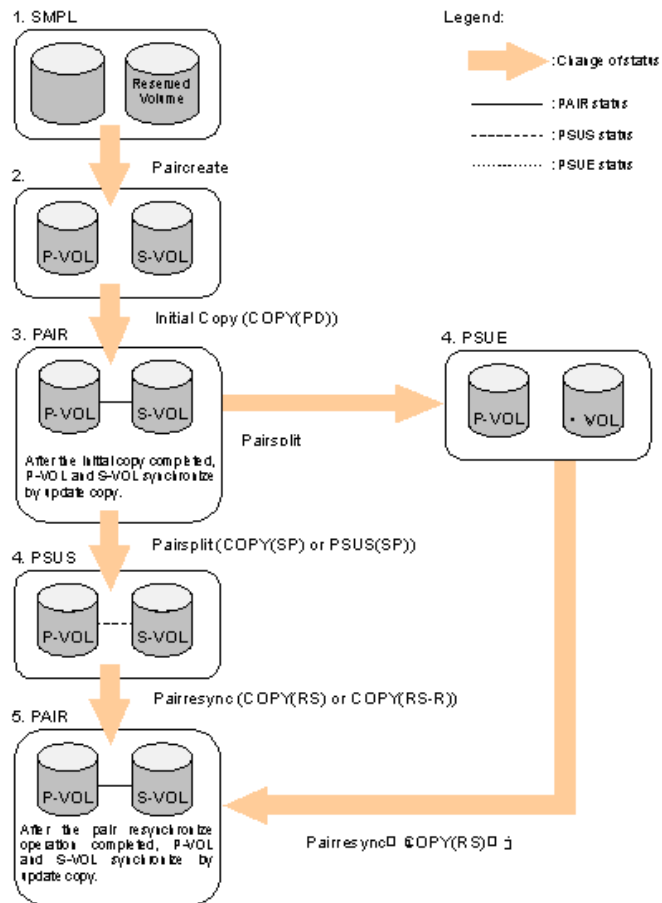 1. SMPL
Reserved
Volume
Legend:
:Change of status
:PAIR status
:PSUS status
:PSUE status
Paircreate
2.
P-VOL
S-VOL
Initial Copy (COPY(PD))
3. PAIR
P-VOL
S-VOL
After the initial copy completed,
P-VOL and S-VOL synchronize
by update copy.
4. PSUE
P-VOL
VOL
Pairsplit
Pairsplit (COPY(SP) or PSUS(SP))
4. PSUS
P-VOL
S-VOL
Pairresync (COPY(RS) or COPY(RS-R))
5. PAIR
P-VOL
S-VOL
After the pair resynchronize
operation completed, P-VOL
and S-VOL synchronize by
update copy.
Pairresync COPY(RS)